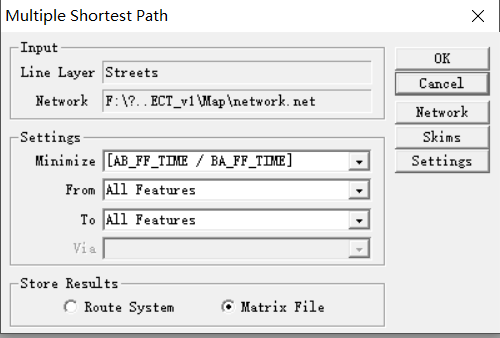 Multiple Shortest Path
Input
Line Layer Streets
Network F:\?..ECT_v1\Map\network.net
Settings
Minimize [AB_FF_TIME / BA_FF_TIME]
From All Features
To All Features
Via
Store Results
Route System Matrix File
OK
Cancel
Network
Skims
Settings